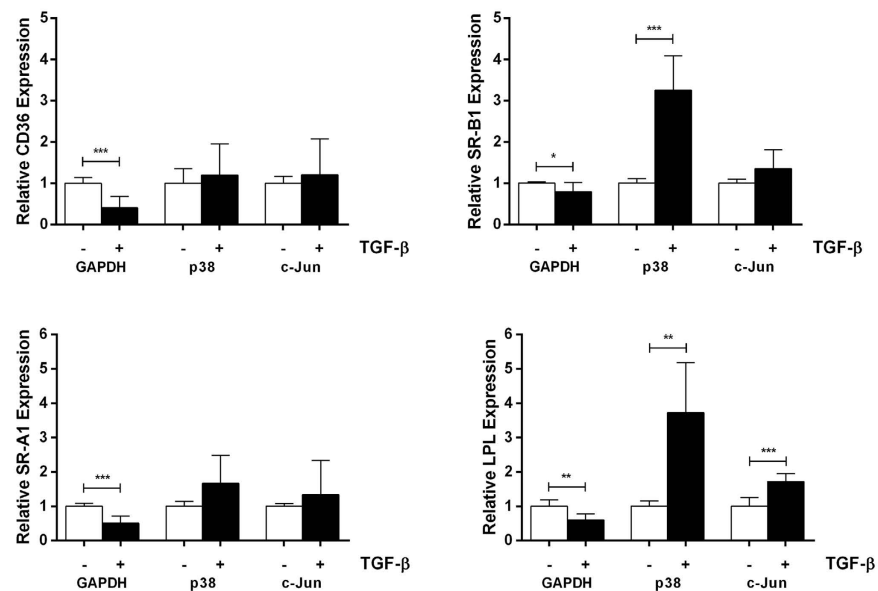 Relative CD36 Expression
5
4
3
2
1
0
***
- + - + - + TGF-β
GAPDH p38 c-Jun
Relative SR-B1 Expression
5
4
3
2
1
0
*
***
- + - + - + TGF-β
GAPDH p38 c-Jun
Relative SR-A1 Expression
6
5
4
3
2
1
0
***
- + - + - + TGF-β
GAPDH p38 c-Jun
Relative LPL Expression
6
5
4
3
2
1
0
**
**
***
- + - + - + TGF-β
GAPDH p38 c-Jun